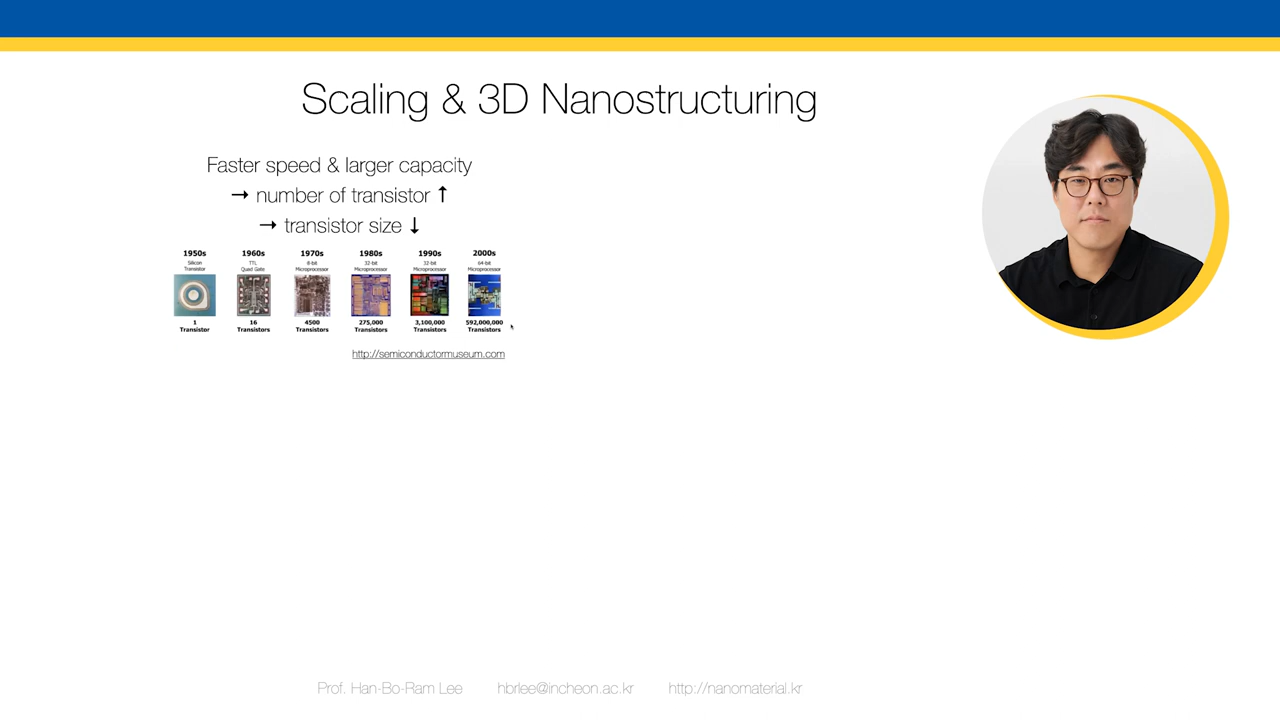 Scaling & 3D Nanostructuring
Faster speed & larger capacity
→ number of transistor ↑
→ transistor size ↓
1950s 1960s 1970s 1980s 1990s 2000s
Silicon TTL 8-bit 32-bit 32-bit 64-bit
Transistor Quad Gate Microprocessor Microprocessor Microprocessor Microprocessor
1 16 4500 275,000 3,100,000 592,000,000
Transistor Transistors Transistors Transistors Transistors Transistors
http://semiconductormuseum.com
Prof. Han-Bo-Ram Lee hbrlee@incheon.ac.kr http://nanomaterial.kr